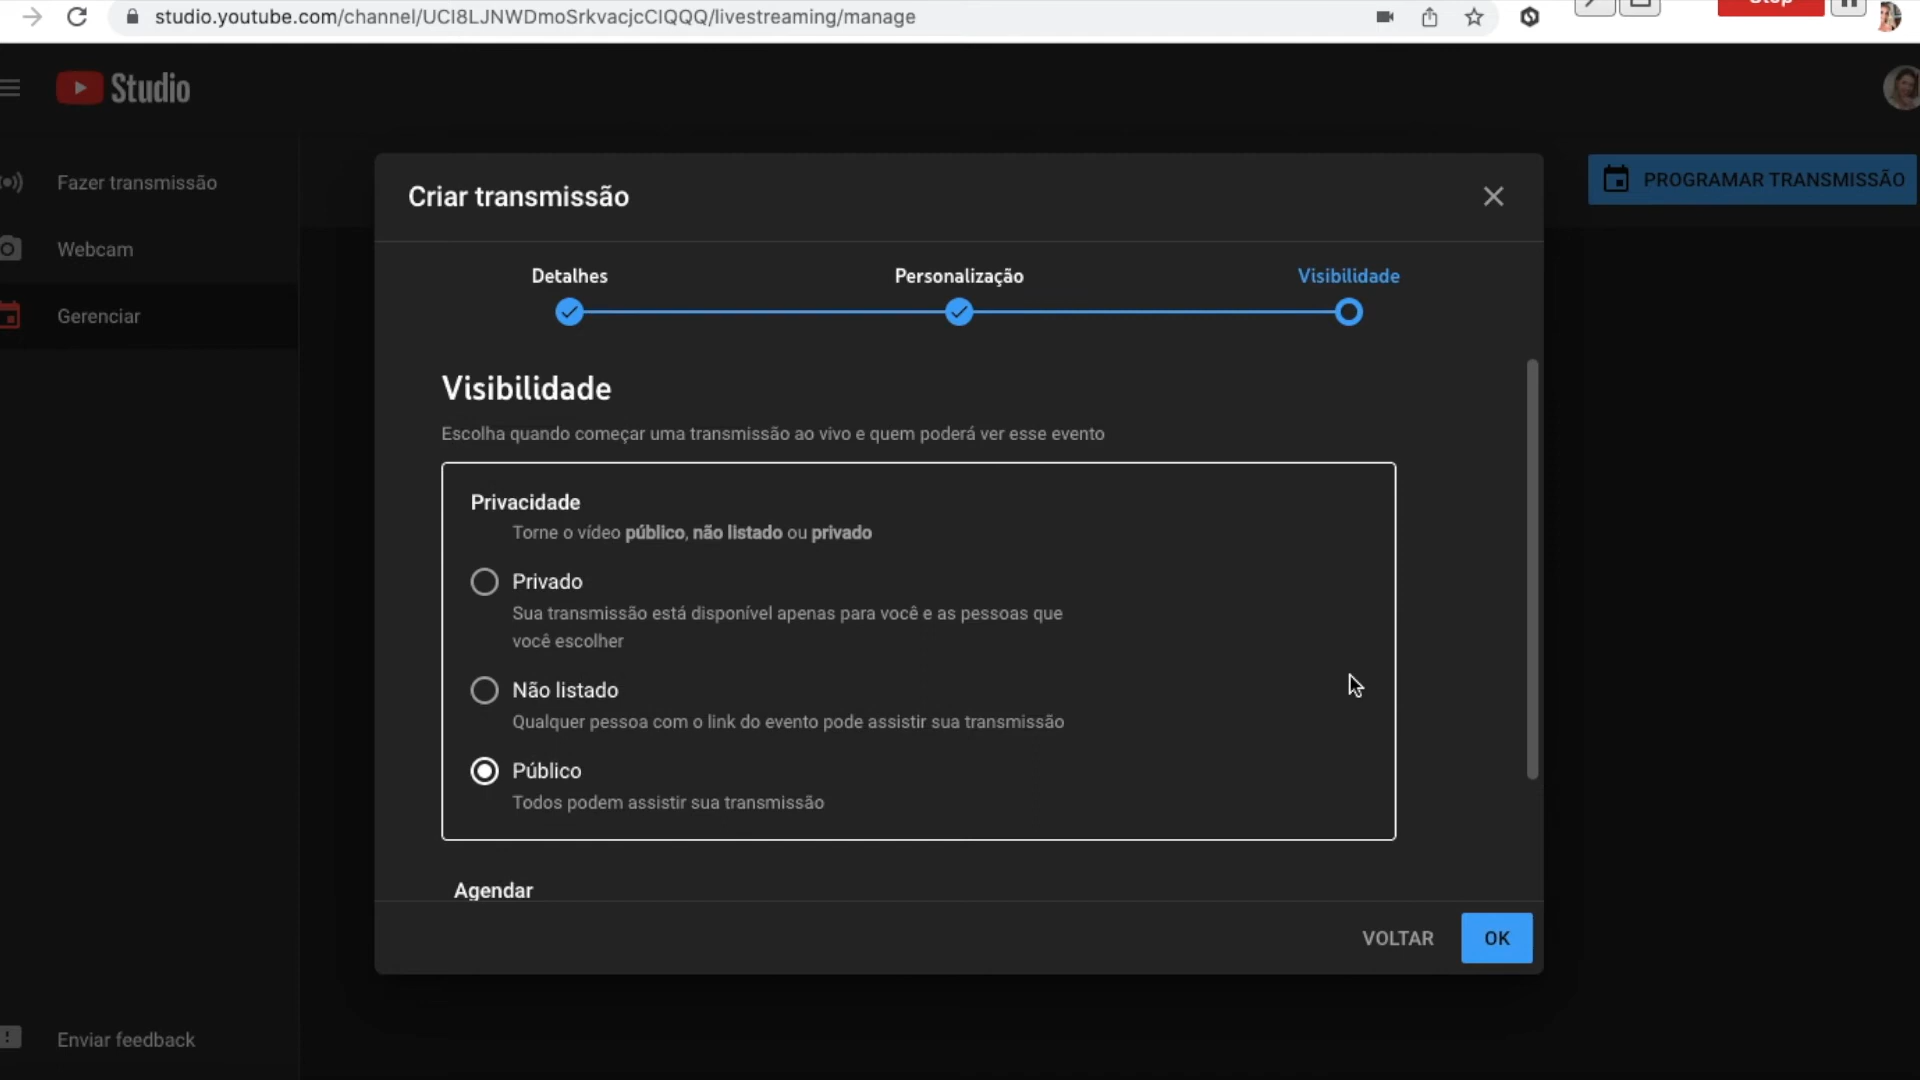 studio.youtube.com/channel/UCI8LJNWDmoSrkvacjcCIQQQ/livestreaming/manage
Stop
Studio
Fazer transmissão
Webcam
Gerenciar
PROGRAMAR TRANSMISSÃO
Criar transmissão
Detalhes
Personalização
Visibilidade
Visibilidade
Escolha quando começar uma transmissão ao vivo e quem poderá ver esse evento
Privacidade
Torne o vídeo público, não listado ou privado
Privado
Sua transmissão está disponível apenas para você e as pessoas que
você escolher
Não listado
Qualquer pessoa com o link do evento pode assistir sua transmissão
Público
Todos podem assistir sua transmissão
Agendar
VOLTAR
OK
Enviar feedback